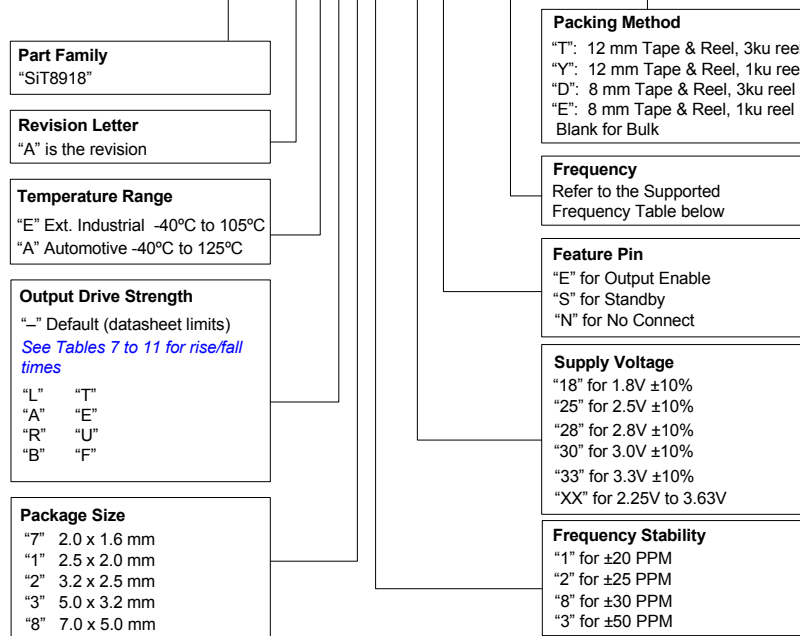 Part Family
“SiT8918”
Revision Letter
“A” is the revision
Temperature Range
“E” Ext. Industrial -40ºC to 105ºC
“A” Automotive -40ºC to 125ºC
Output Drive Strength
“–” Default (datasheet limits)
See Tables 7 to 11 for rise/fall
times
“L” “T”
“A” “E”
“R” “U”
“B” “F”
Package Size
“7” 2.0 x 1.6 mm
“1” 2.5 x 2.0 mm
“2” 3.2 x 2.5 mm
“3” 5.0 x 3.2 mm
“8” 7.0 x 5.0 mm
Packing Method
“T”: 12 mm Tape & Reel, 3ku reel
“Y”: 12 mm Tape & Reel, 1ku reel
“D”: 8 mm Tape & Reel, 3ku reel
“E”: 8 mm Tape & Reel, 1ku reel
Blank for Bulk
Frequency
Refer to the Supported
Frequency Table below
Feature Pin
“E” for Output Enable
“S” for Standby
“N” for No Connect
Supply Voltage
“18” for 1.8V ±10%
“25” for 2.5V ±10%
“28” for 2.8V ±10%
“30” for 3.0V ±10%
“33” for 3.3V ±10%
“XX” for 2.25V to 3.63V
Frequency Stability
“1” for ±20 PPM
“2” for ±25 PPM
“8” for ±30 PPM
“3” for ±50 PPM